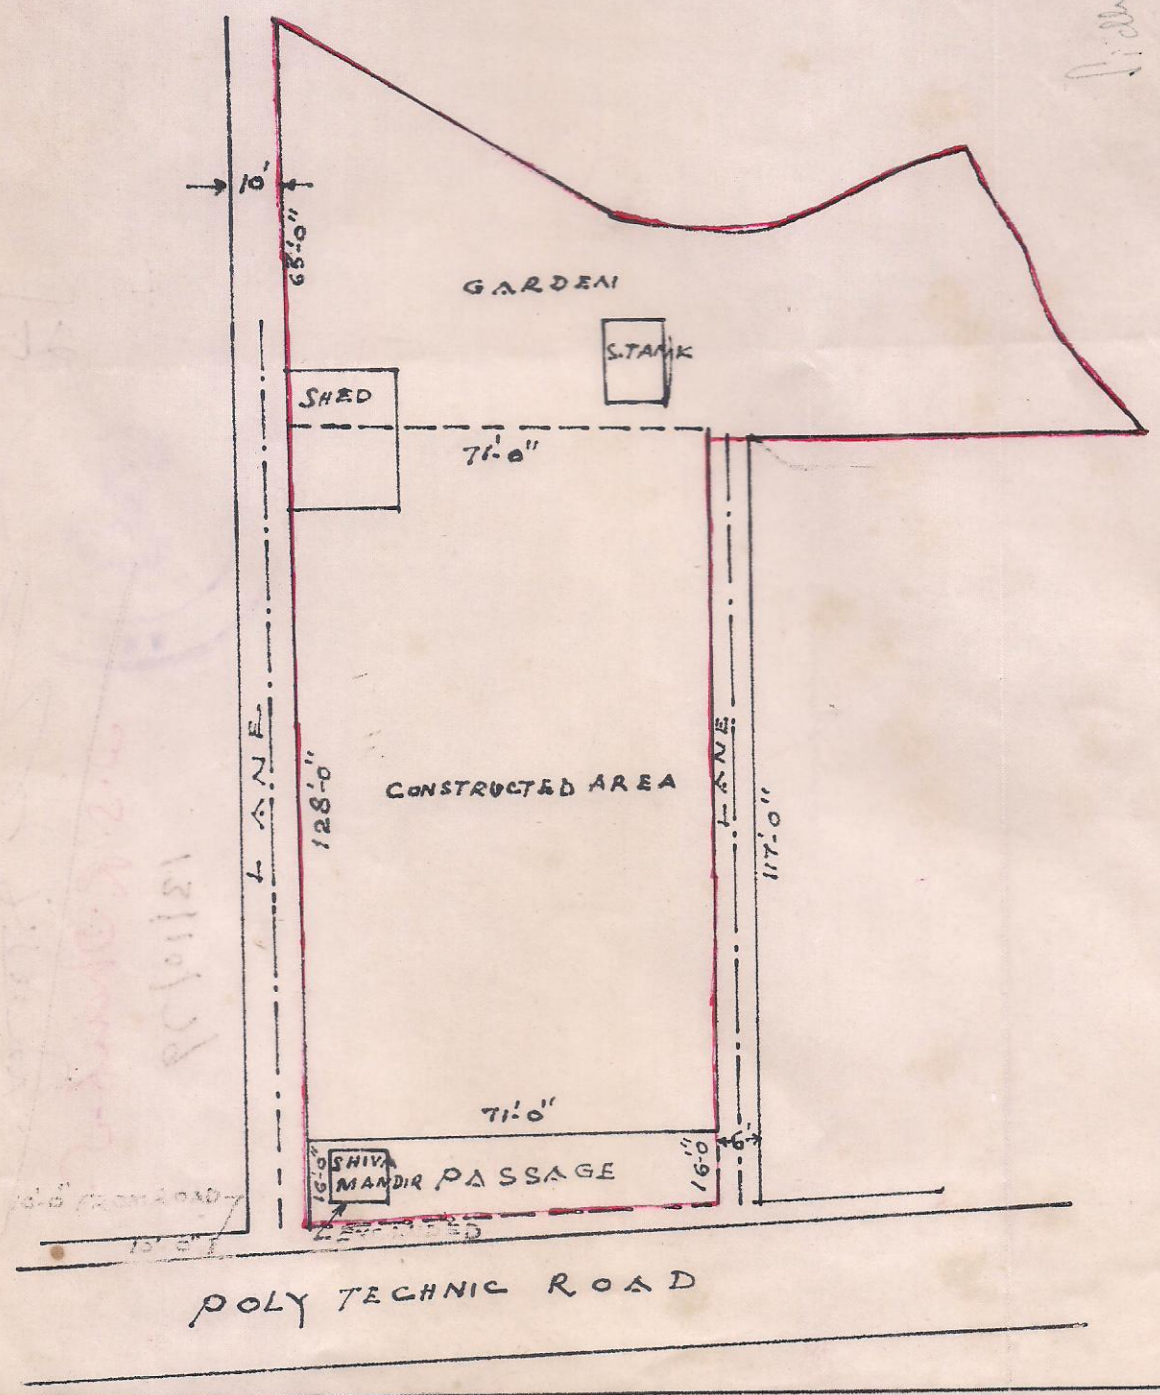 10'
68'-0"
GARDEN
S.TANK
SHED
71'-0"
LANE
128'-0"
CONSTRUCTED AREA
LANE
117'-0"
71'-0"
16'-0"
SHIVA
MANDIR
PASSAGE
16'-0
6'
POLY TECHNIC ROAD